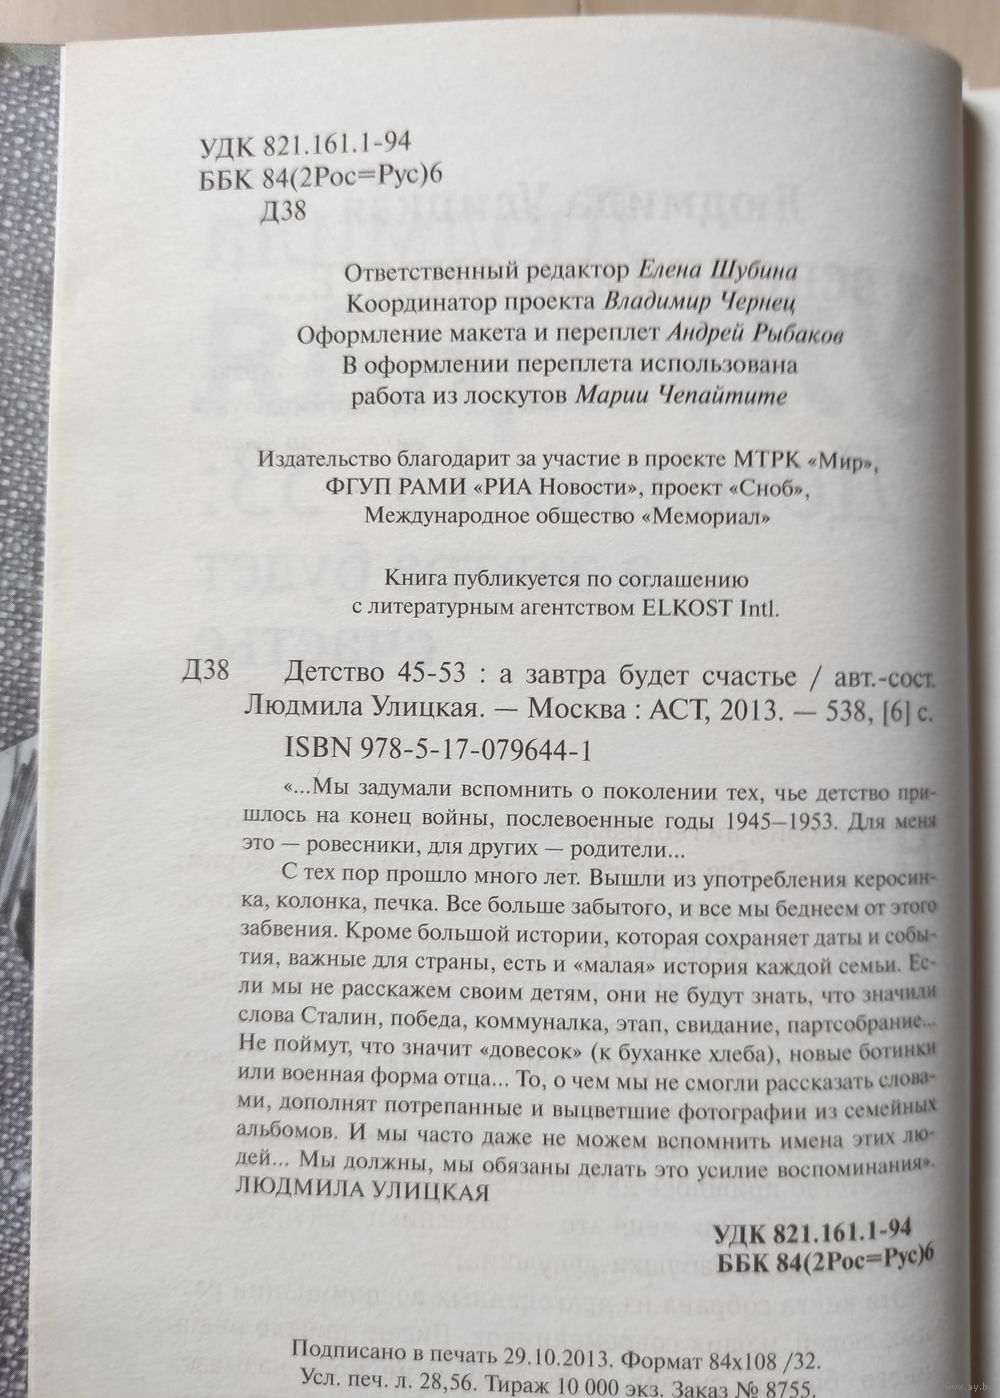 УДК 821.161.1-94
ББК 84(2Рос=Рус)6
Д38
Ответственный редактор Елена Шубина
Координатор проекта Владимир Чернец
Оформление макета и переплет Андрей Рыбаков
В оформлении переплета использована
работа из лоскутов Марии Чепайтите
Издательство благодарит за участие в проекте МТРК «Мир»,
ФГУП РАМИ «РИА Новости», проект «Сноб»,
Международное общество «Мемориал»
Книга публикуется по соглашению
с литературным агентством ELKOST Intl.
Д38 Детство 45-53 : а завтра будет счастье / авт.-сост.
Людмила Улицкая. — Москва : АСТ, 2013. — 538, [6] с.
ISBN 978-5-17-079644-1
«...Мы задумали вспомнить о поколении тех, чье детство при-
шлось на конец войны, послевоенные годы 1945–1953. Для меня
это — ровесники, для других — родители...
С тех пор прошло много лет. Вышли из употребления керосин-
ка, колонка, печка. Все больше забытого, и все мы беднеем от этого
забвения. Кроме большой истории, которая сохраняет даты и собы-
тия, важные для страны, есть и «малая» история каждой семьи. Ес-
ли мы не расскажем своим детям, они не будут знать, что значили
слова Сталин, победа, коммуналка, этап, свидание, партсобрание...
Не поймут, что значит «довесок» (к буханке хлеба), новые ботинки
или военная форма отца... То, о чем мы не смогли рассказать слова-
ми, дополнят потрепанные и выцветшие фотографии из семейных
альбомов. И мы часто даже не можем вспомнить имена этих лю-
дей... Мы должны, мы обязаны делать это усилие воспоминания».
ЛЮДМИЛА УЛИЦКАЯ
УДК 821.161.1-94
ББК 84(2Рос=Рус)6
Подписано в печать 29.10.2013. Формат 84х108 /32.
Усл. печ. л. 28,56. Тираж 10 000 экз. Заказ № 8755.